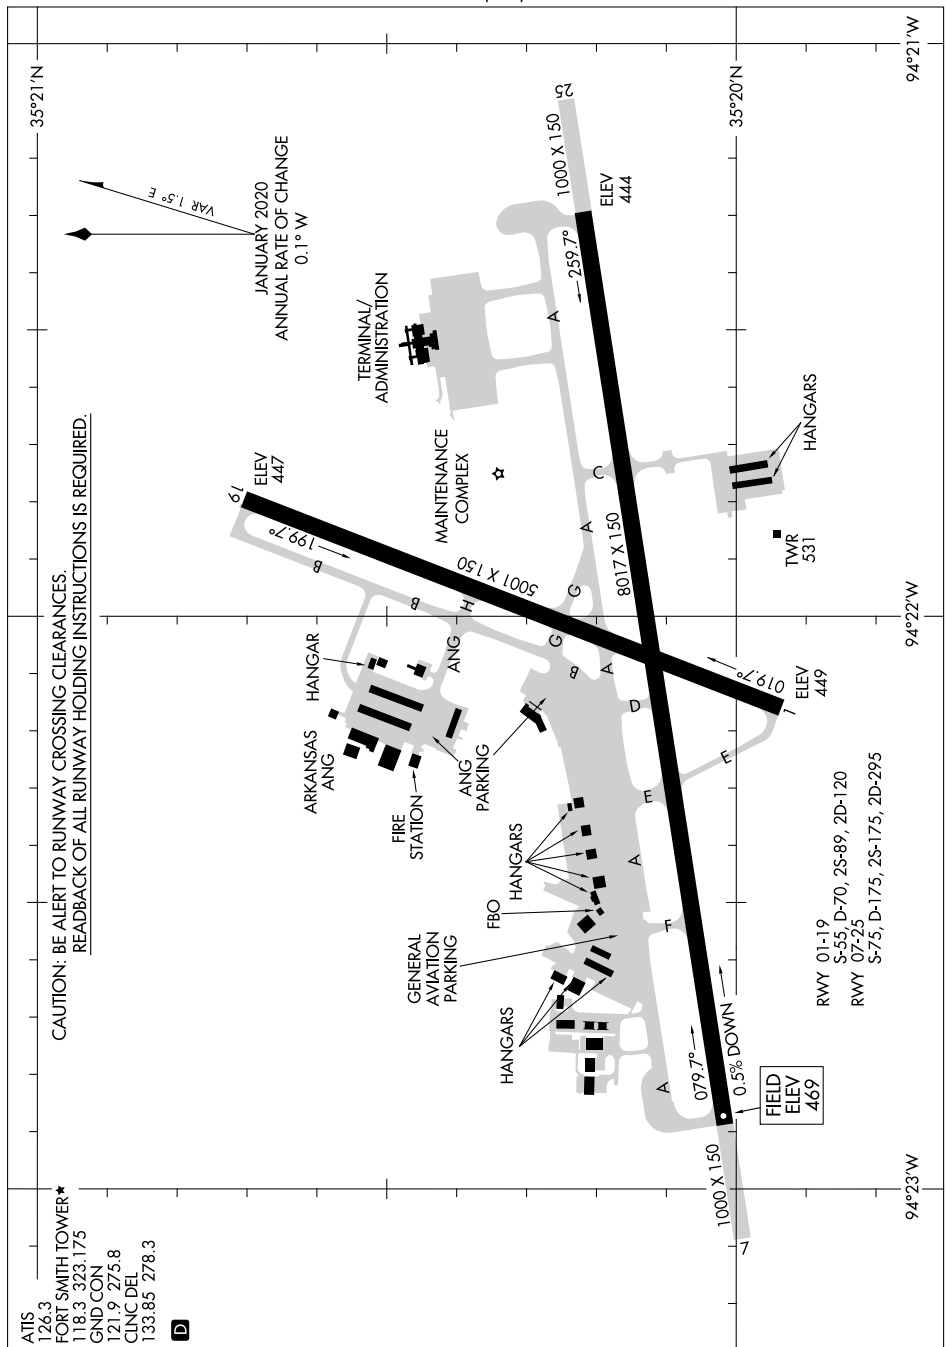 ATIS
126.3
FORT SMITH TOWER★
118.3 323.175
GND CON
121.9 275.8
CLNC DEL
133.85 278.3
D
CAUTION: BE ALERT TO RUNWAY CROSSING CLEARANCES.
READBACK OF ALL RUNWAY HOLDING INSTRUCTIONS IS REQUIRED.
35°21'N
94°21'W
VAR 1.5° E
JANUARY 2020
ANNUAL RATE OF CHANGE
0.1° W
TERMINAL/
ADMINISTRATION
19
ELEV
447
199.7°
B
B
MAINTENANCE
COMPLEX
5001 X 150
H
HANGAR
ANG
ARKANSAS
ANG
FIRE
STATION
ANG
PARKING
G
G
B
A
HANGARS
FBO
GENERAL
AVIATION
PARKING
HANGARS
25
1000 X 150
ELEV
444
259.7°
A
A
C
8017 X 150
D
E
E
A
F
A
079.7°
0.5% DOWN
1000 X 150
7
FIELD
ELEV
469
019.7°
1
ELEV
449
HANGARS
TWR
531
35°20'N
94°22'W
94°23'W
RWY 01-19
S-55, D-70, 2S-89, 2D-120
RWY 07-25
S-75, D-175, 2S-175, 2D-295